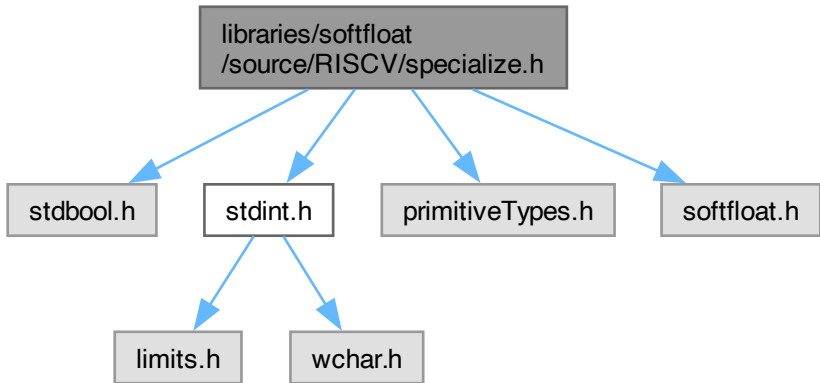 libraries/softfloat
/source/RISCV/specialize.h
stdbool.h
stdint.h
primitiveTypes.h
softfloat.h
limits.h
wchar.h